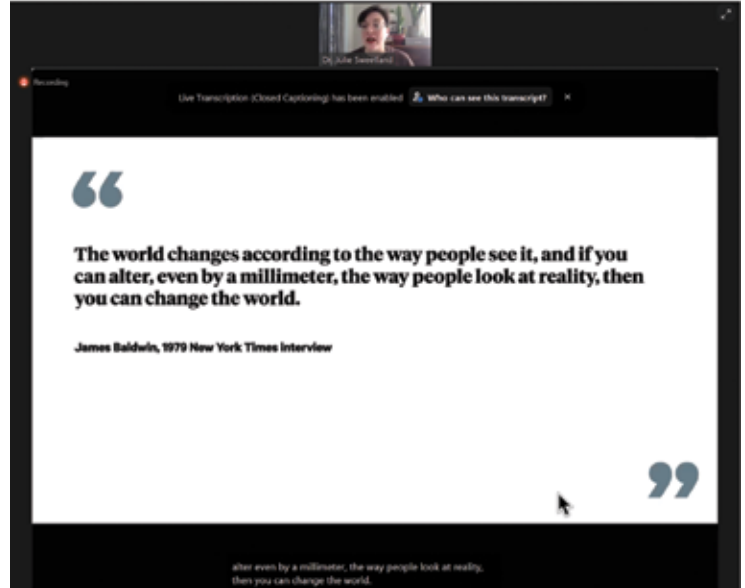 Dr. Julie Sweetland
Recording
Live Transcription (Closed Captioning) has been enabled Who can see this transcript? ×
“
The world changes according to the way people see it, and if you
can alter, even by a millimeter, the way people look at reality, then
you can change the world.
James Baldwin, 1979 New York Times Interview
”
alter even by a millimeter, the way people look at reality,
then you can change the world.